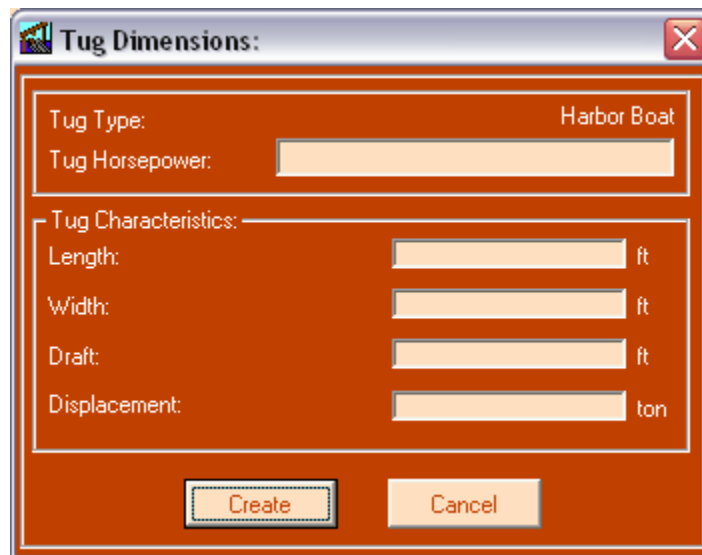 Tug Dimensions:
Tug Type: Harbor Boat
Tug Horsepower:
Tug Characteristics:
Length: ft
Width: ft
Draft: ft
Displacement: ton
Create Cancel